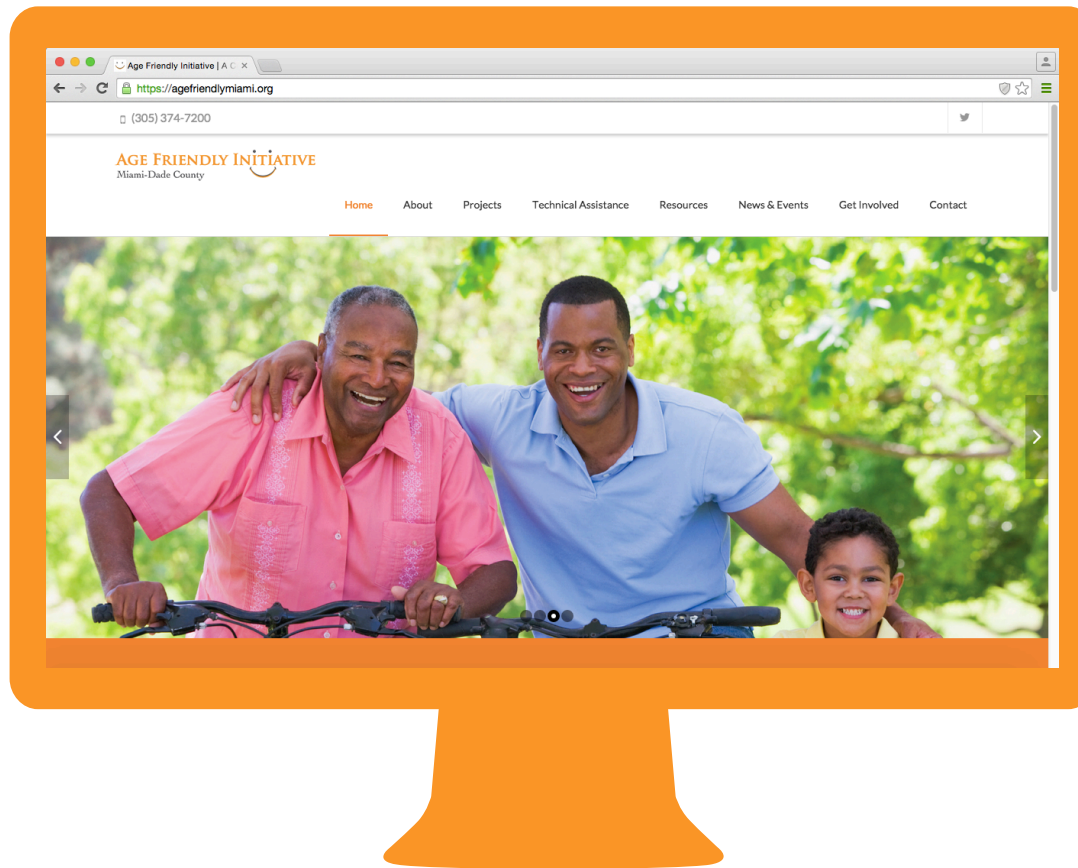 Age Friendly Initiative | A C
https://agefriendlymiami.org
(305) 374-7200
AGE FRIENDLY INITIATIVE
Miami-Dade County
Home About Projects Technical Assistance Resources News & Events Get Involved Contact